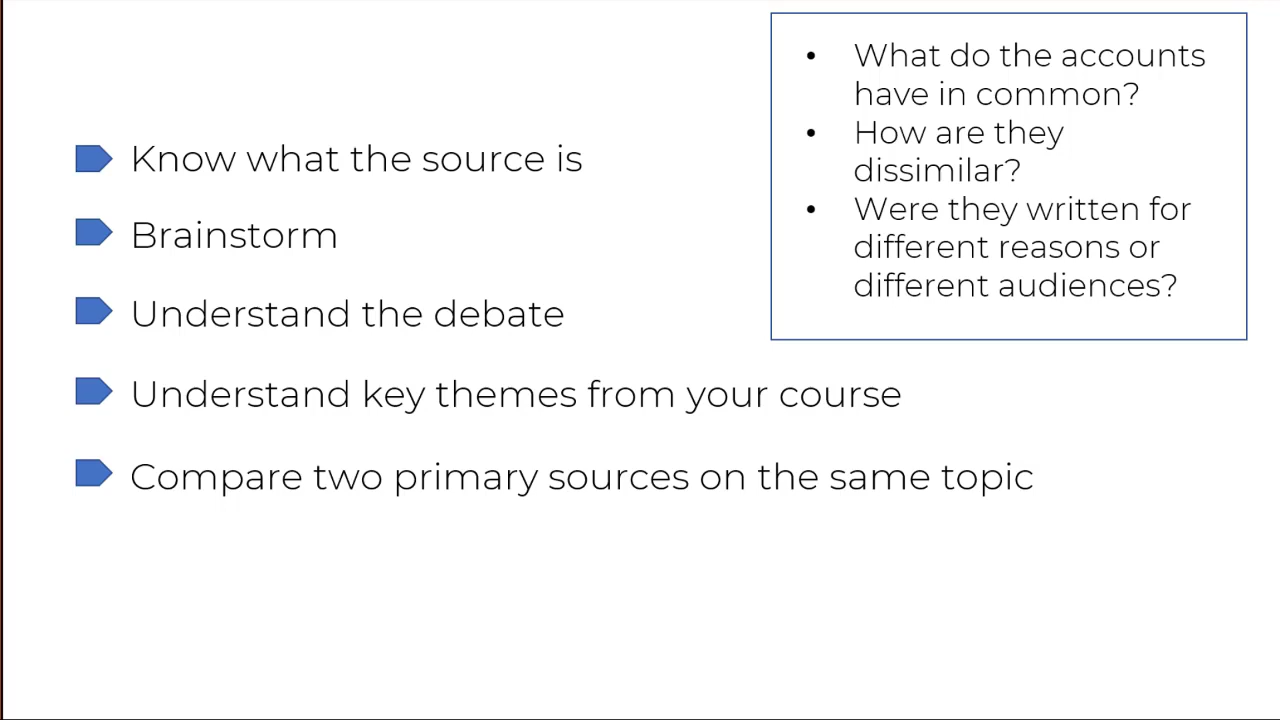 Know what the source is
Brainstorm
Understand the debate
Understand key themes from your course
Compare two primary sources on the same topic
• What do the accounts
have in common?
• How are they
dissimilar?
• Were they written for
different reasons or
different audiences?